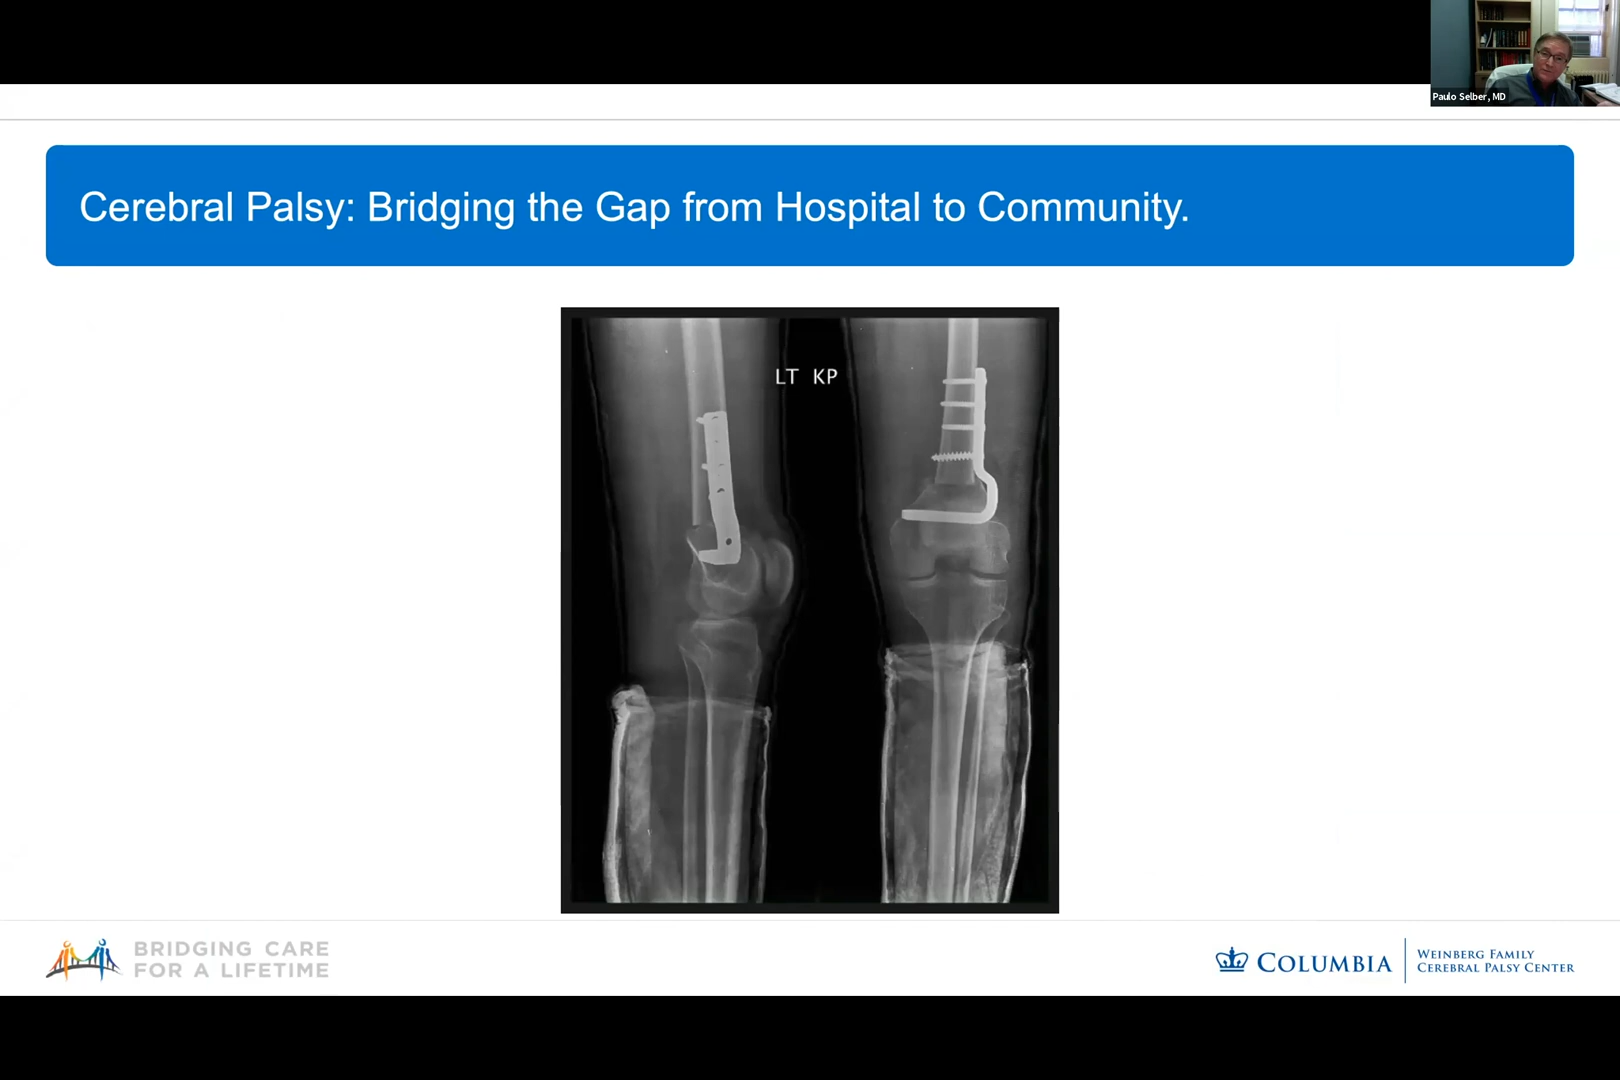 Paulo Selber, MD
Cerebral Palsy: Bridging the Gap from Hospital to Community.
LT KP
BRIDGING CARE
FOR A LIFETIME
COLUMBIA
WEINBERG FAMILY
CEREBRAL PALSY CENTER